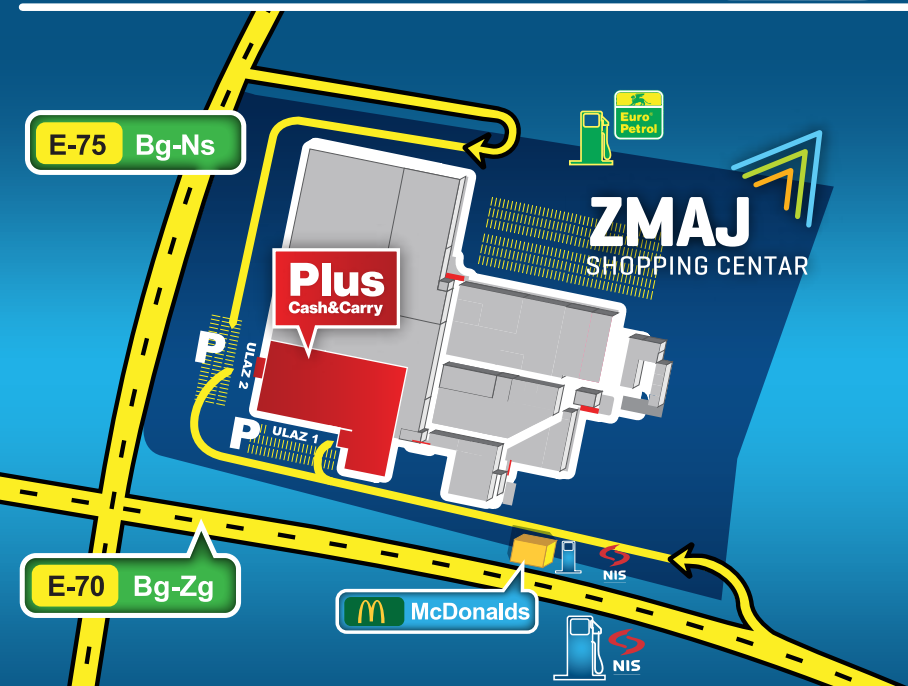 E-75 Bg-Ns
Euro
Petrol
ZMAJ
SHOPPING CENTAR
Plus
Cash&Carry
P
ULAZ 2
P
ULAZ 1
E-70 Bg-Zg
McDonalds
NIS
NIS